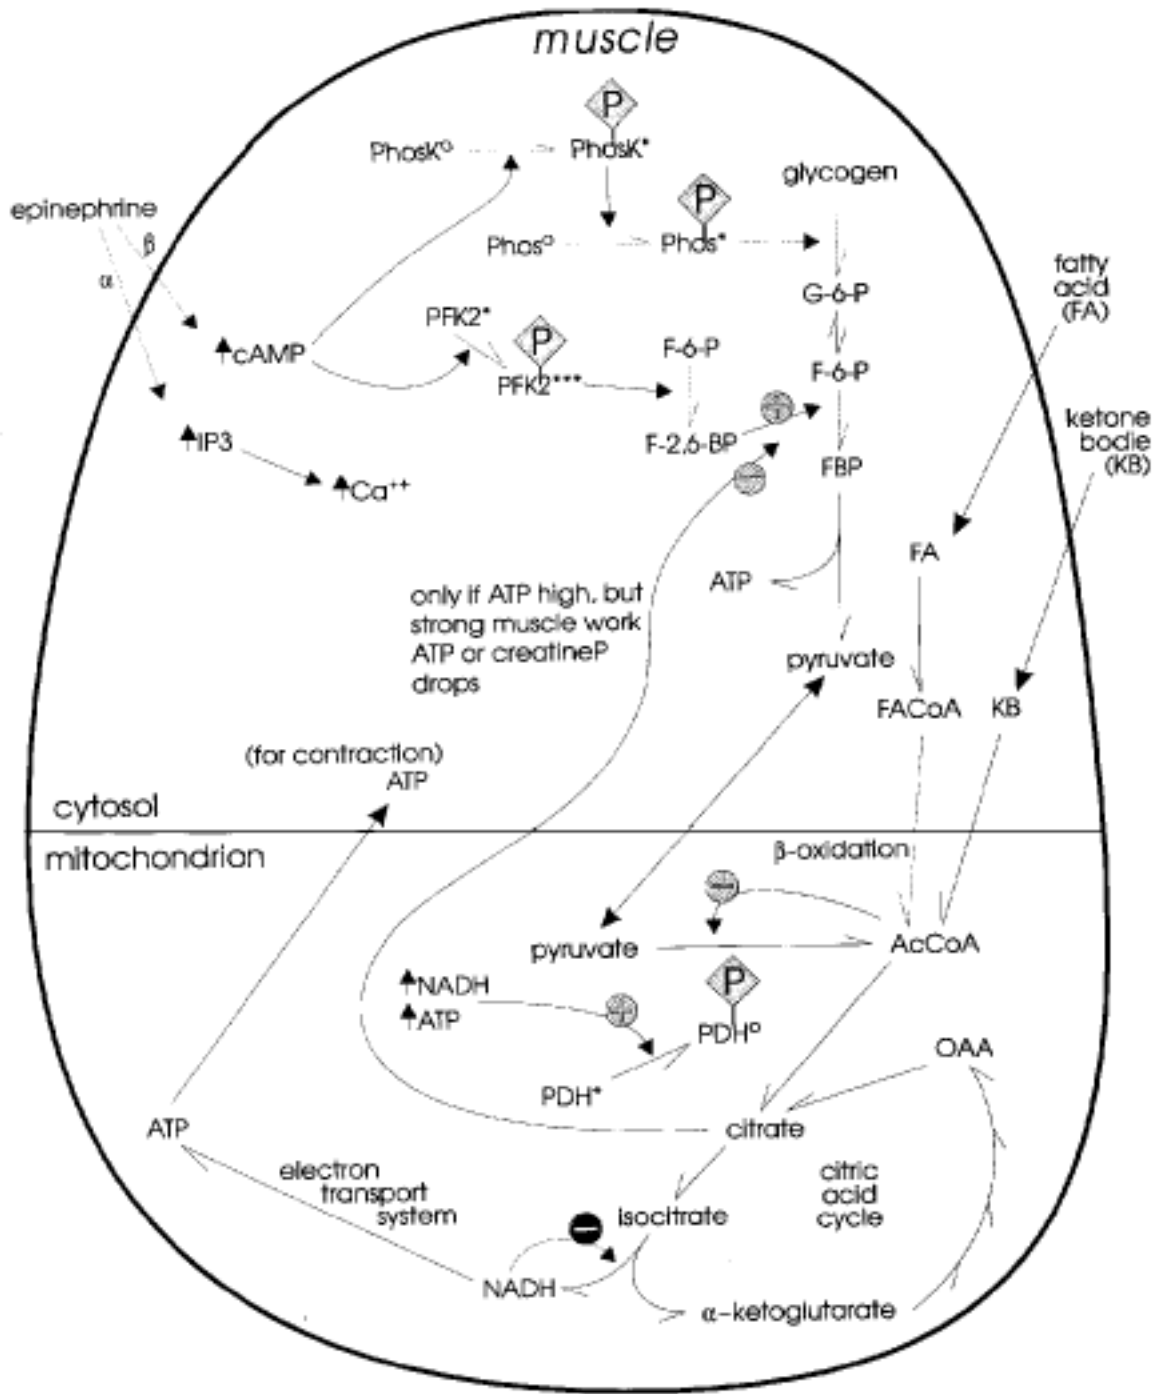 muscle
P
PhosKº
PhosK*
glycogen
P
epinephrine
β
α
Phosº
Phos*
fatty
acid
(FA)
G-6-P
PFK2*
P
F-6-P
↑cAMP
PFK2***
F-6-P
ketone
bodie
(KB)
↑IP3
F-2,6-BP
+
−
FBP
↑Ca⁺⁺
FA
ATP
only if ATP high, but
strong muscle work
ATP or creatineP
drops
pyruvate
FACoA
KB
(for contraction)
ATP
cytosol
mitochondrion
β-oxidation
−
pyruvate
AcCoA
↑NADH
↑ATP
+
P
PDHº
OAA
PDH*
ATP
citrate
electron
transport
system
citric
acid
cycle
isocitrate
−
NADH
α-ketoglutarate